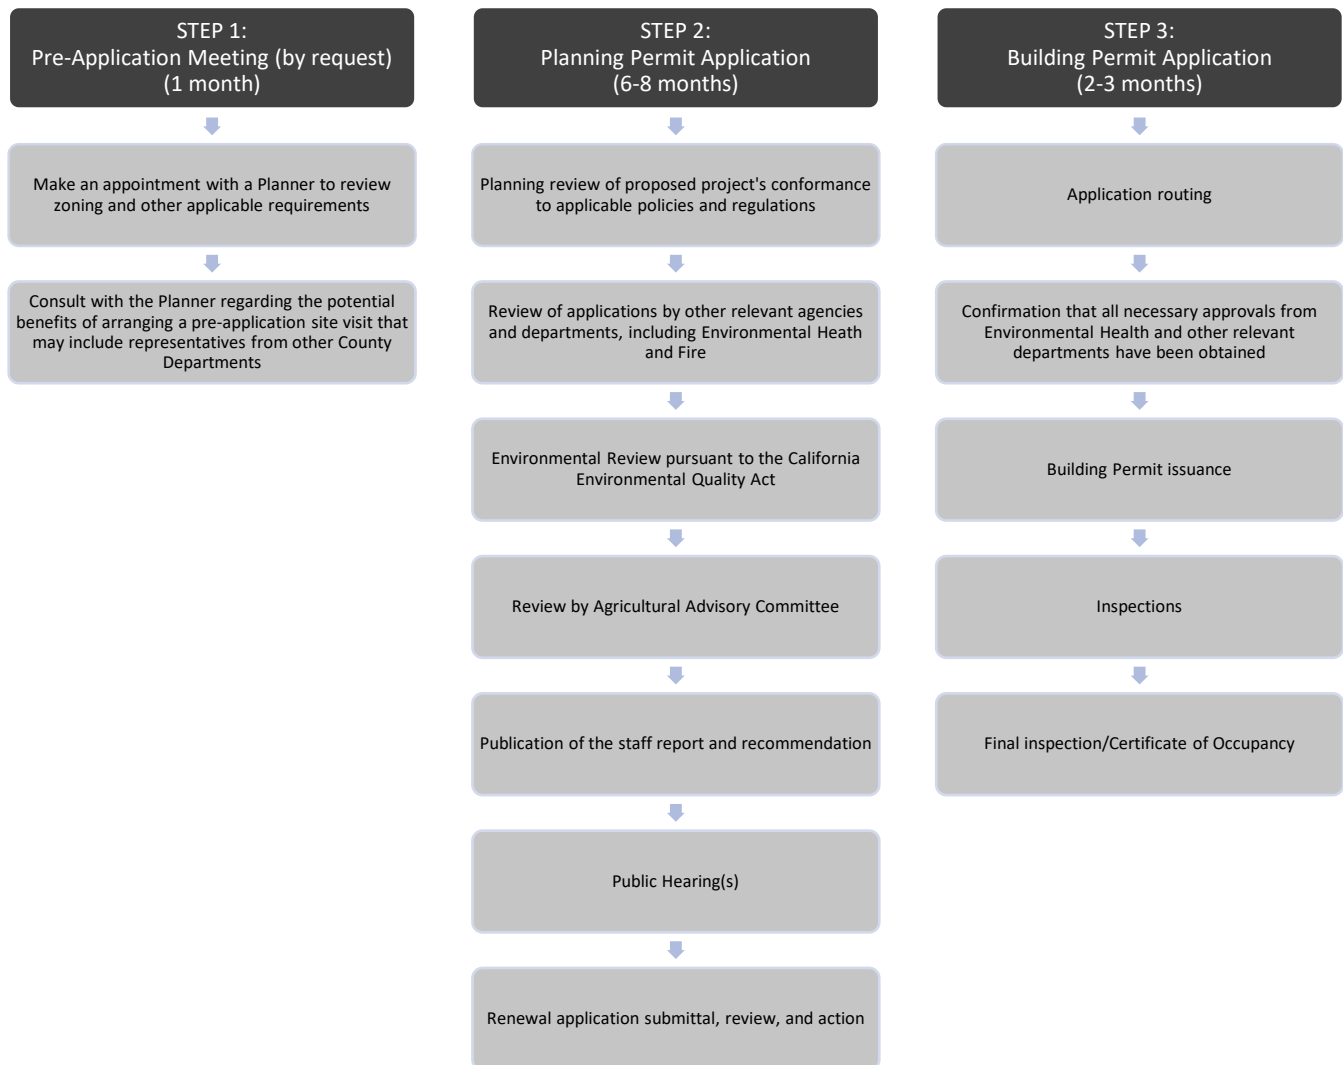 STEP 1:
Pre-Application Meeting (by request)
(1 month)
Make an appointment with a Planner to review
zoning and other applicable requirements
Consult with the Planner regarding the potential
benefits of arranging a pre-application site visit that
may include representatives from other County
Departments
STEP 2:
Planning Permit Application
(6-8 months)
Planning review of proposed project's conformance
to applicable policies and regulations
Review of applications by other relevant agencies
and departments, including Environmental Heath
and Fire
Environmental Review pursuant to the California
Environmental Quality Act
Review by Agricultural Advisory Committee
Publication of the staff report and recommendation
Public Hearing(s)
Renewal application submittal, review, and action
STEP 3:
Building Permit Application
(2-3 months)
Application routing
Confirmation that all necessary approvals from
Environmental Health and other relevant
departments have been obtained
Building Permit issuance
Inspections
Final inspection/Certificate of Occupancy